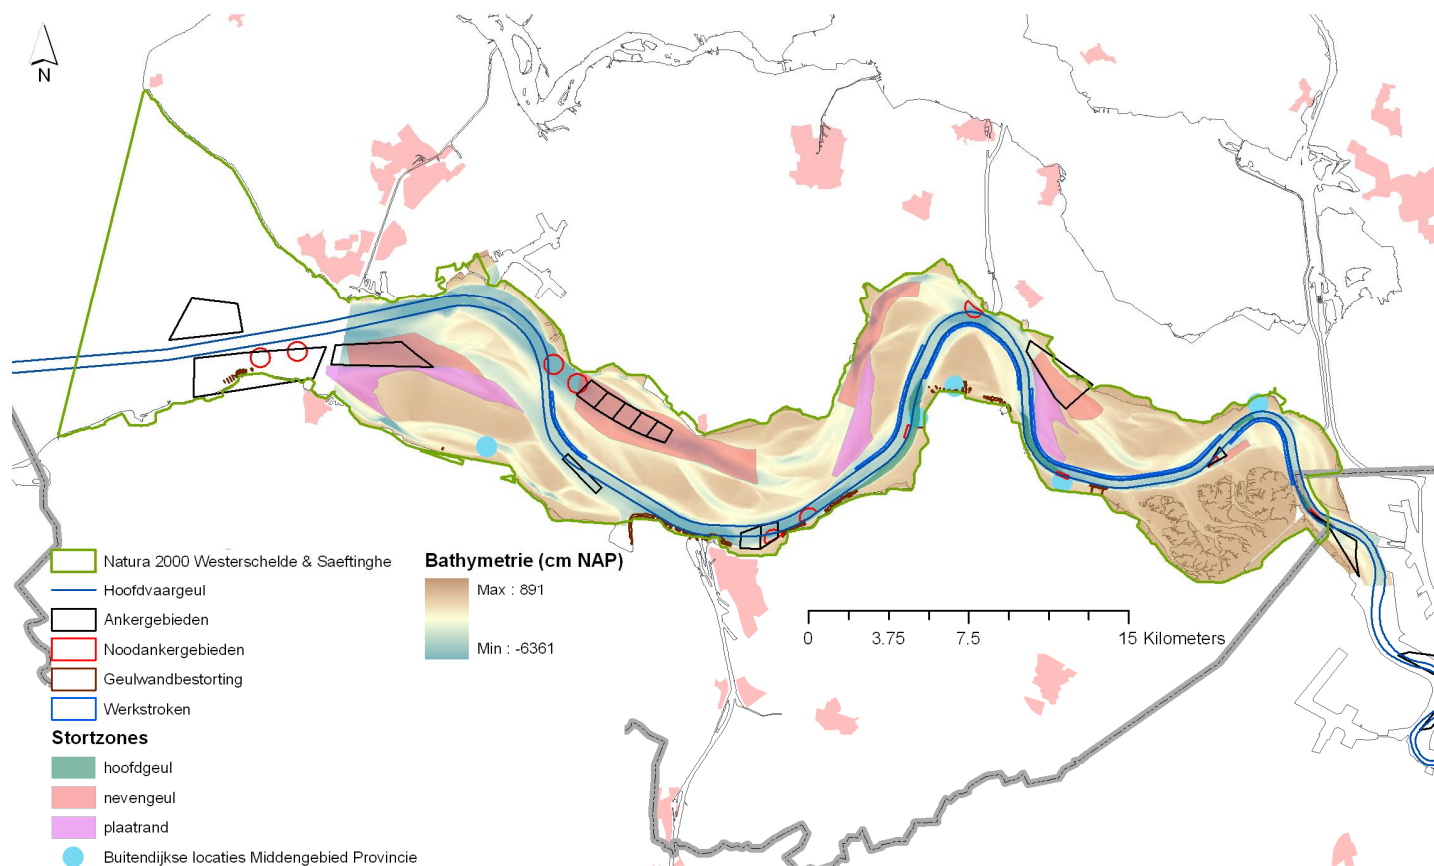 N
Natura 2000 Westerschelde & Saeftinghe
Hoofdvaargeul
Ankergebieden
Noodankergebieden
Geulwandbestorting
Werkstroken
Stortzones
hoofdgeul
nevengeul
plaatrand
Buitendijkse locaties Middengebied Provincie
Bathymetrie (cm NAP)
Max : 891
Min : -6361
0 3.75 7.5 15 Kilometers